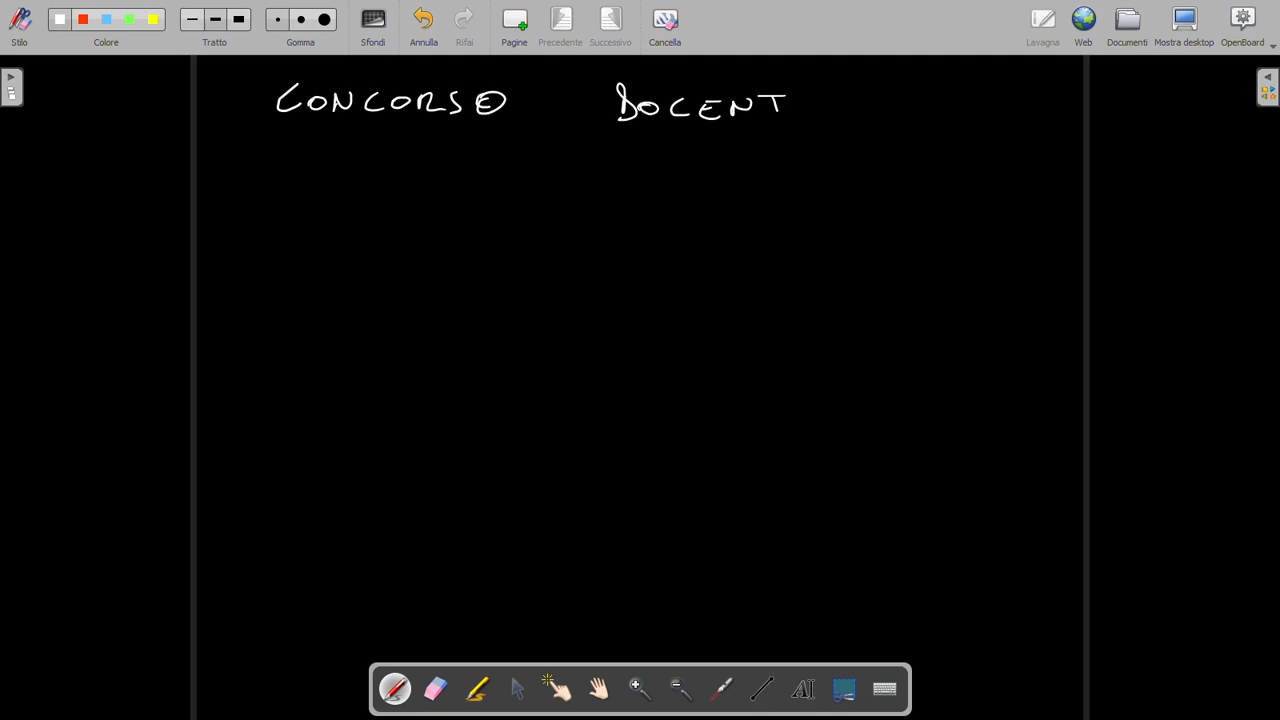 Stilo Colore Tratto Gomma Sfondi Annulla Rifai Pagine Precedente Successivo Cancella Lavagna Web Documenti Mostra desktop OpenBoard
CONCORSO DOCENT
AI